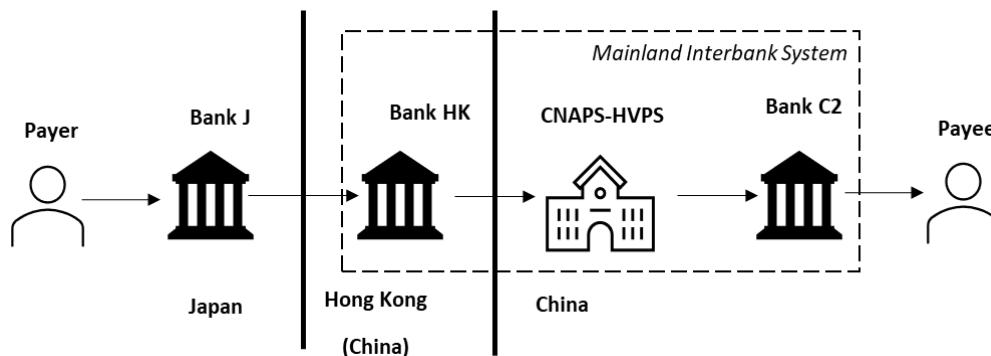 Mainland Interbank System
Payer
Bank J
Bank HK
CNAPS-HVPS
Bank C2
Payee
Japan
Hong Kong
(China)
China